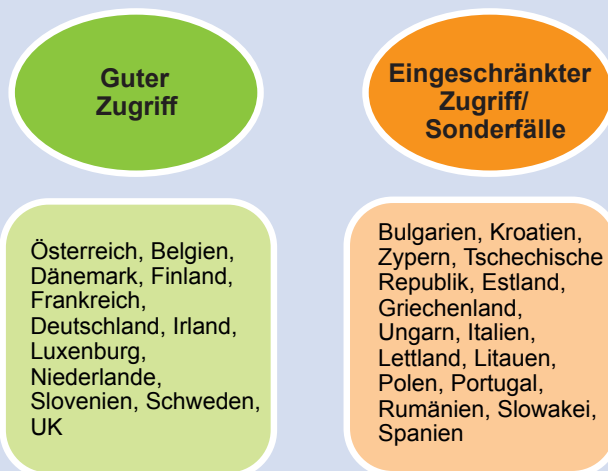 Guter
Zugriff
Eingeschränkter
Zugriff/
Sonderfälle
Österreich, Belgien,
Dänemark, Finland,
Frankreich,
Deutschland, Irland,
Luxenburg,
Niederlande,
Slovenien, Schweden,
UK
Bulgarien, Kroatien,
Zypern, Tschechische
Republik, Estland,
Griechenland,
Ungarn, Italien,
Lettland, Litauen,
Polen, Portugal,
Rumänien, Slowakei,
Spanien